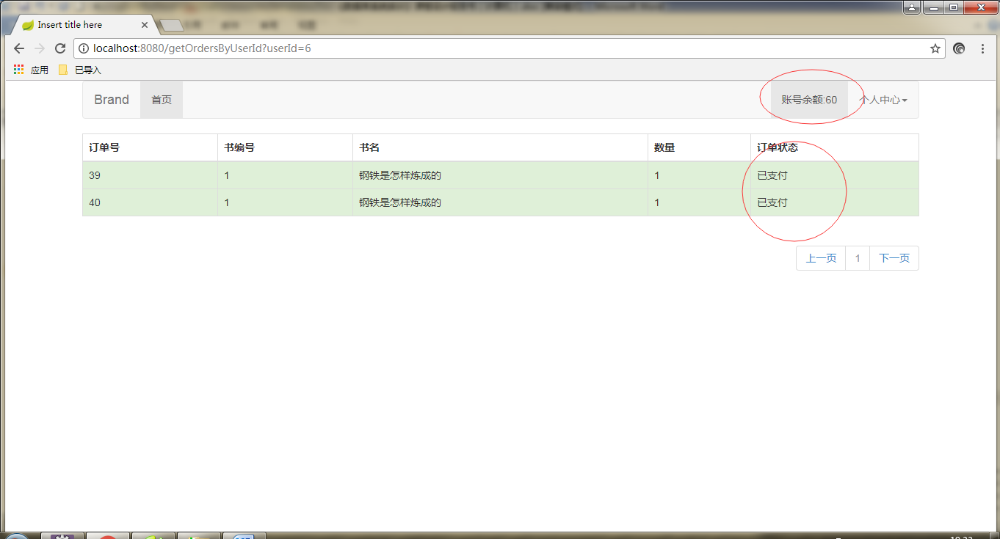 Insert title here
localhost:8080/getOrdersByUserId?userId=6
应用 已导入
Brand 首页 账号余额:60 个人中心
订单号 书编号 书名 数量 订单状态
39 1 钢铁是怎样炼成的 1 已支付
40 1 钢铁是怎样炼成的 1 已支付
上一页 1 下一页